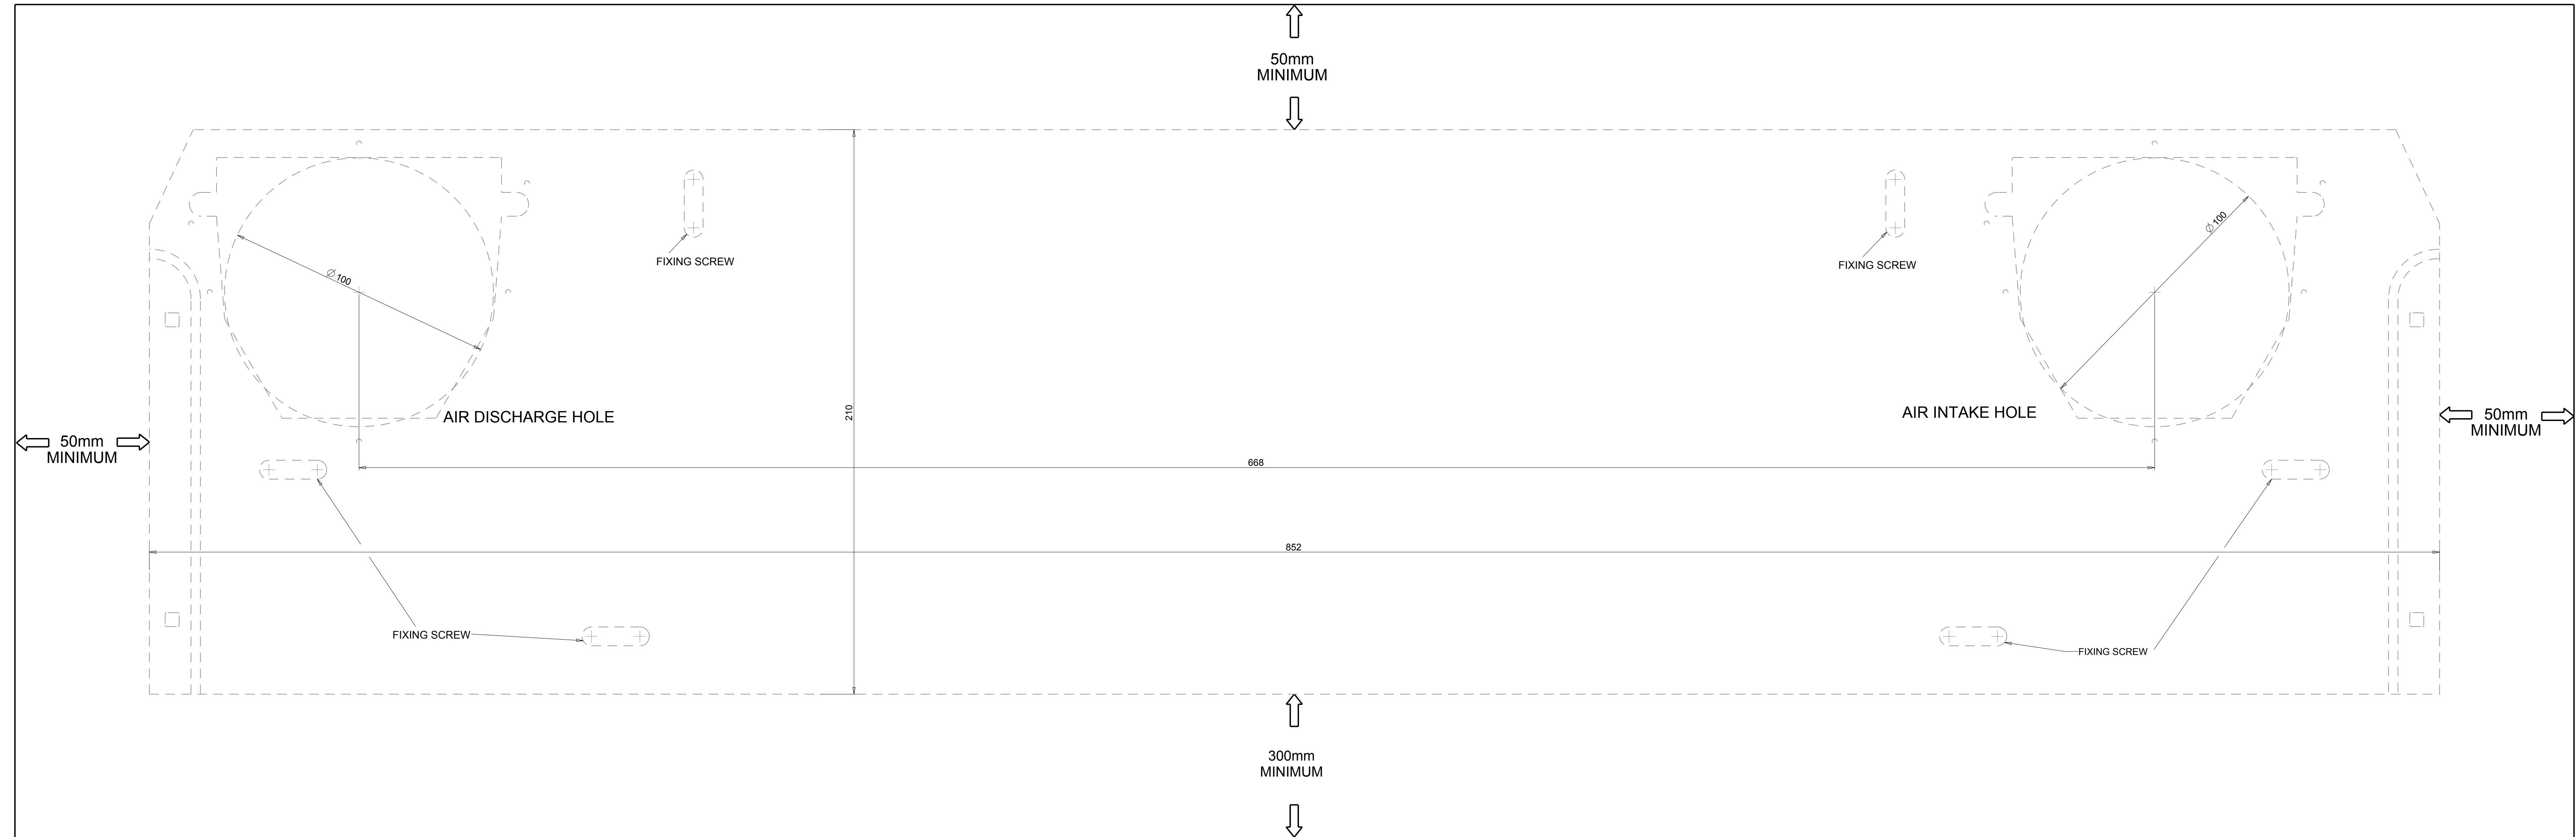 50mm
MINIMUM
FIXING SCREW
FIXING SCREW
Ø100
Ø100
AIR DISCHARGE HOLE
210
AIR INTAKE HOLE
50mm
MINIMUM
50mm
MINIMUM
668
852
FIXING SCREW
FIXING SCREW
300mm
MINIMUM